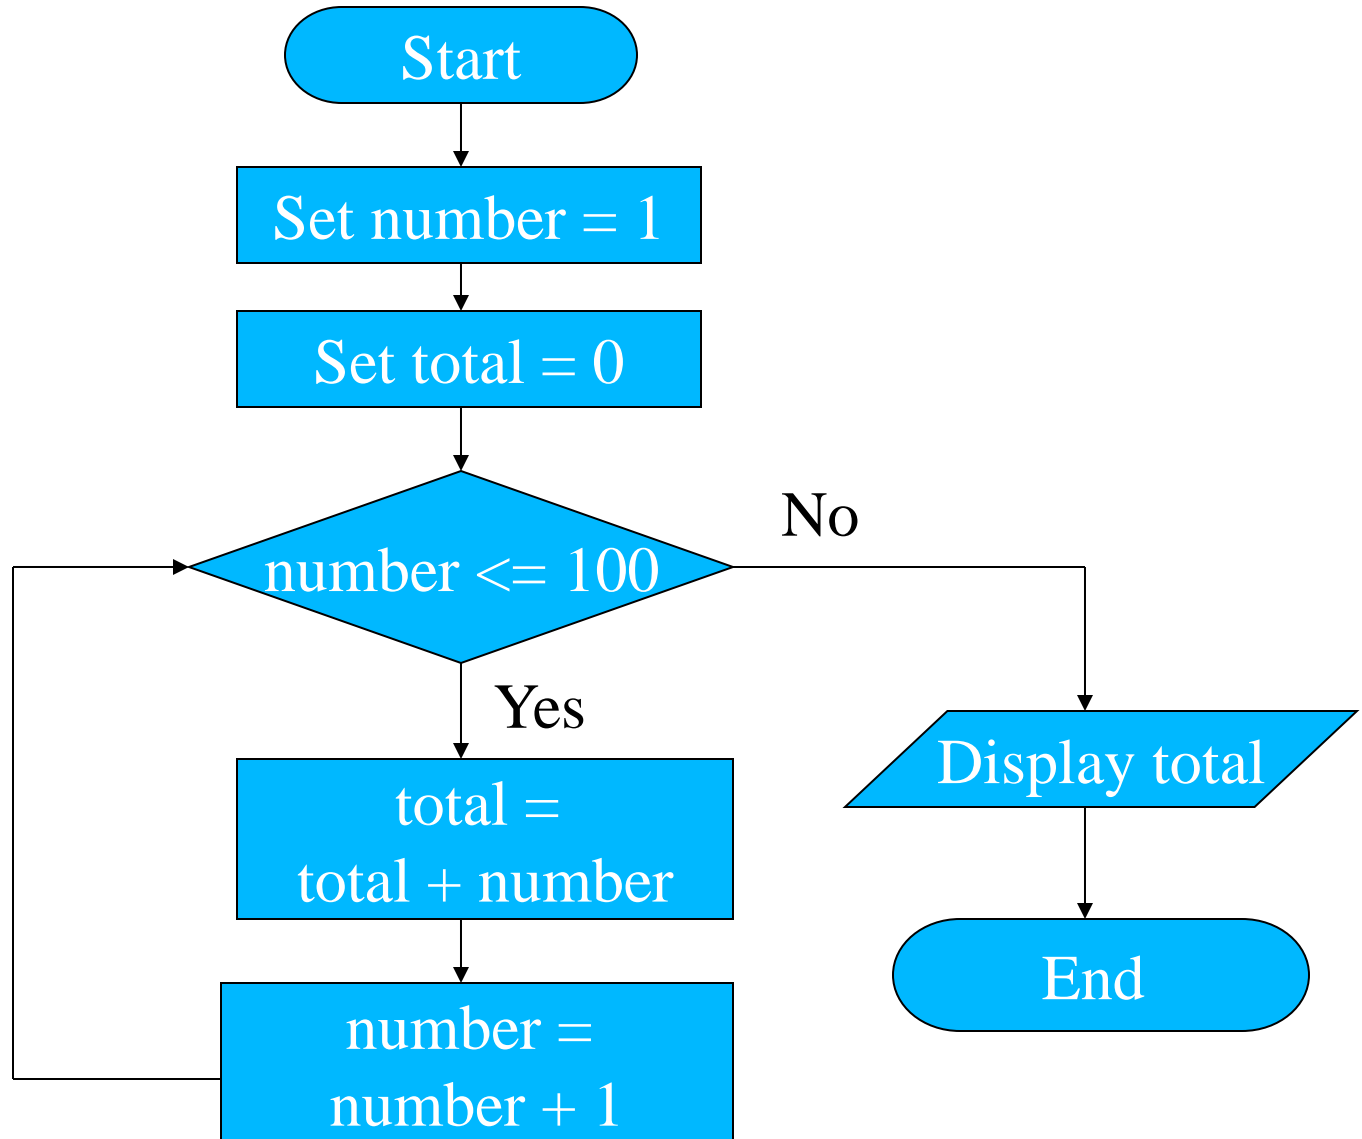 Start
Set number = 1
Set total = 0
number <= 100
No
Yes
total =
total + number
number =
number + 1
Display total
End